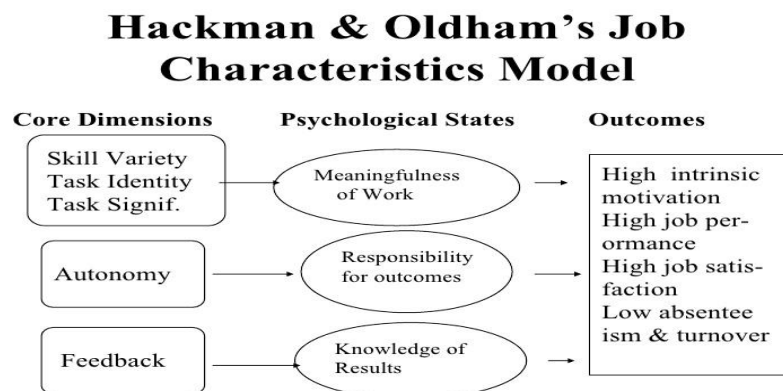 Hackman & Oldham's Job
Characteristics Model
Core Dimensions
Psychological States
Outcomes
Skill Variety
Task Identity
Task Signif.
Meaningfulness
of Work
High intrinsic
motivation
High job per-
ormance
High job satis-
faction
Low absentee
ism & turnover
Autonomy
Responsibility
for outcomes
Feedback
Knowledge of
Results